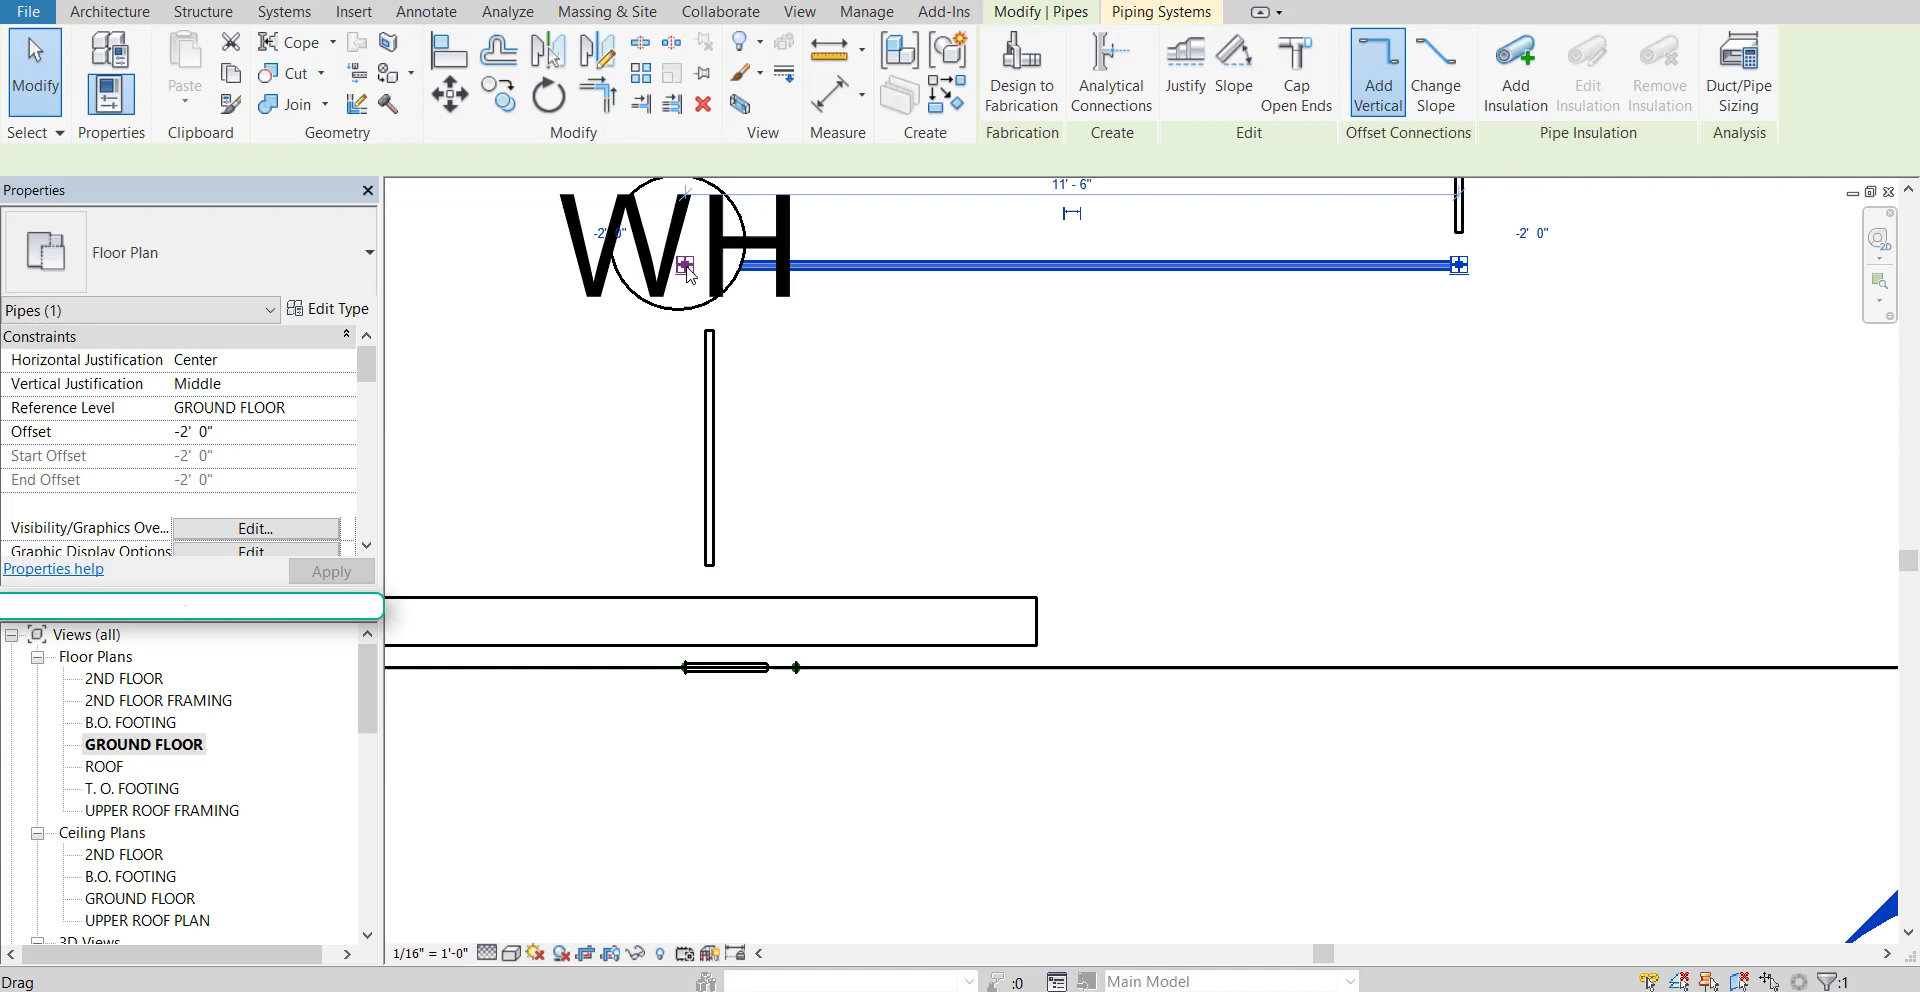 File Architecture Structure Systems Insert Annotate Analyze Massing & Site Collaborate View Manage Add-Ins Modify | Pipes Piping Systems
Modify
Paste
Cope
Cut
Join
Design to Fabrication
Analytical Connections
Justify
Slope
Cap Open Ends
Add Vertical
Change Slope
Add Insulation
Edit Insulation
Remove Insulation
Duct/Pipe Sizing
Select Properties Clipboard Geometry Modify View Measure Create Fabrication Create Edit Offset Connections Pipe Insulation Analysis
Properties
Floor Plan
Pipes (1) Edit Type
Constraints
Horizontal Justification Center
Vertical Justification Middle
Reference Level GROUND FLOOR
Offset -2' 0"
Start Offset -2' 0"
End Offset -2' 0"
Visibility/Graphics Ove... Edit...
Graphic Display Options Edit
Properties help Apply
Views (all)
Floor Plans
2ND FLOOR
2ND FLOOR FRAMING
B.O. FOOTING
GROUND FLOOR
ROOF
T. O. FOOTING
UPPER ROOF FRAMING
Ceiling Plans
2ND FLOOR
B.O. FOOTING
GROUND FLOOR
UPPER ROOF PLAN
3D Views
11' - 6"
-2' 0"
-2' 0"
WH
2D
1/16" = 1'-0"
Drag
:0
Main Model
:1